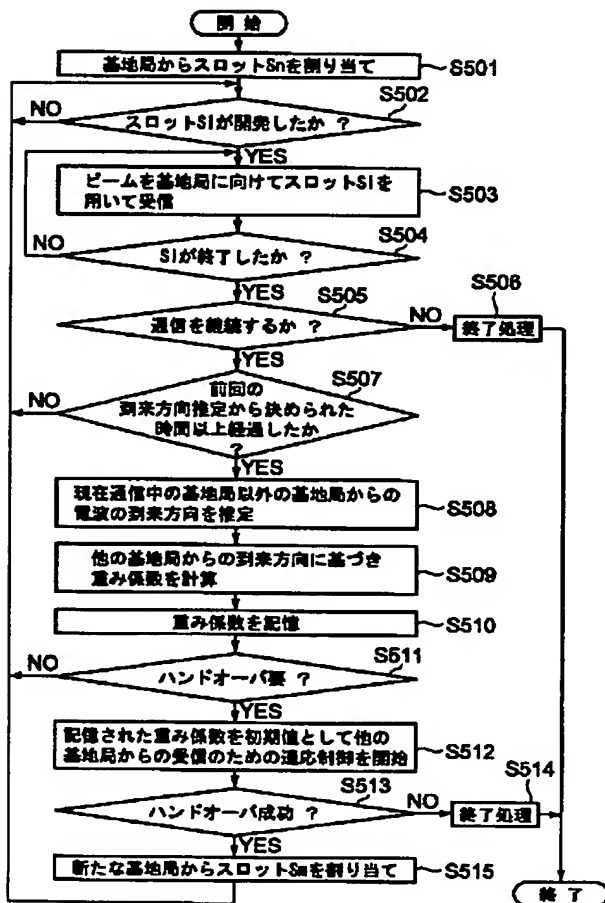 開始
基地局からスロットSnを割り当て
S501
NO
S502
スロットSiが開発したか ?
YES
ビームを基地局に向けてスロットSiを
用いて受信
S503
NO
S504
Siが終了したか ?
YES
S505
通信を継続するか ?
NO
S506
終了処理
YES
S507
NO
前回の
到来方向推定から決められた
時間以上経過したか
?
YES
現在通信中の基地局以外の基地局からの
電波の到来方向を推定
S508
他の基地局からの到来方向に基づき
重み係数を計算
S509
重み係数を記憶
S510
NO
S511
ハンドオーバ要 ?
YES
記憶された重み係数を初期値として他の
基地局からの受信のための適応制御を開始
S512
S513
ハンドオーバ成功 ?
NO
S514
終了処理
YES
新たな基地局からスロットSmを割り当て
S515
終了